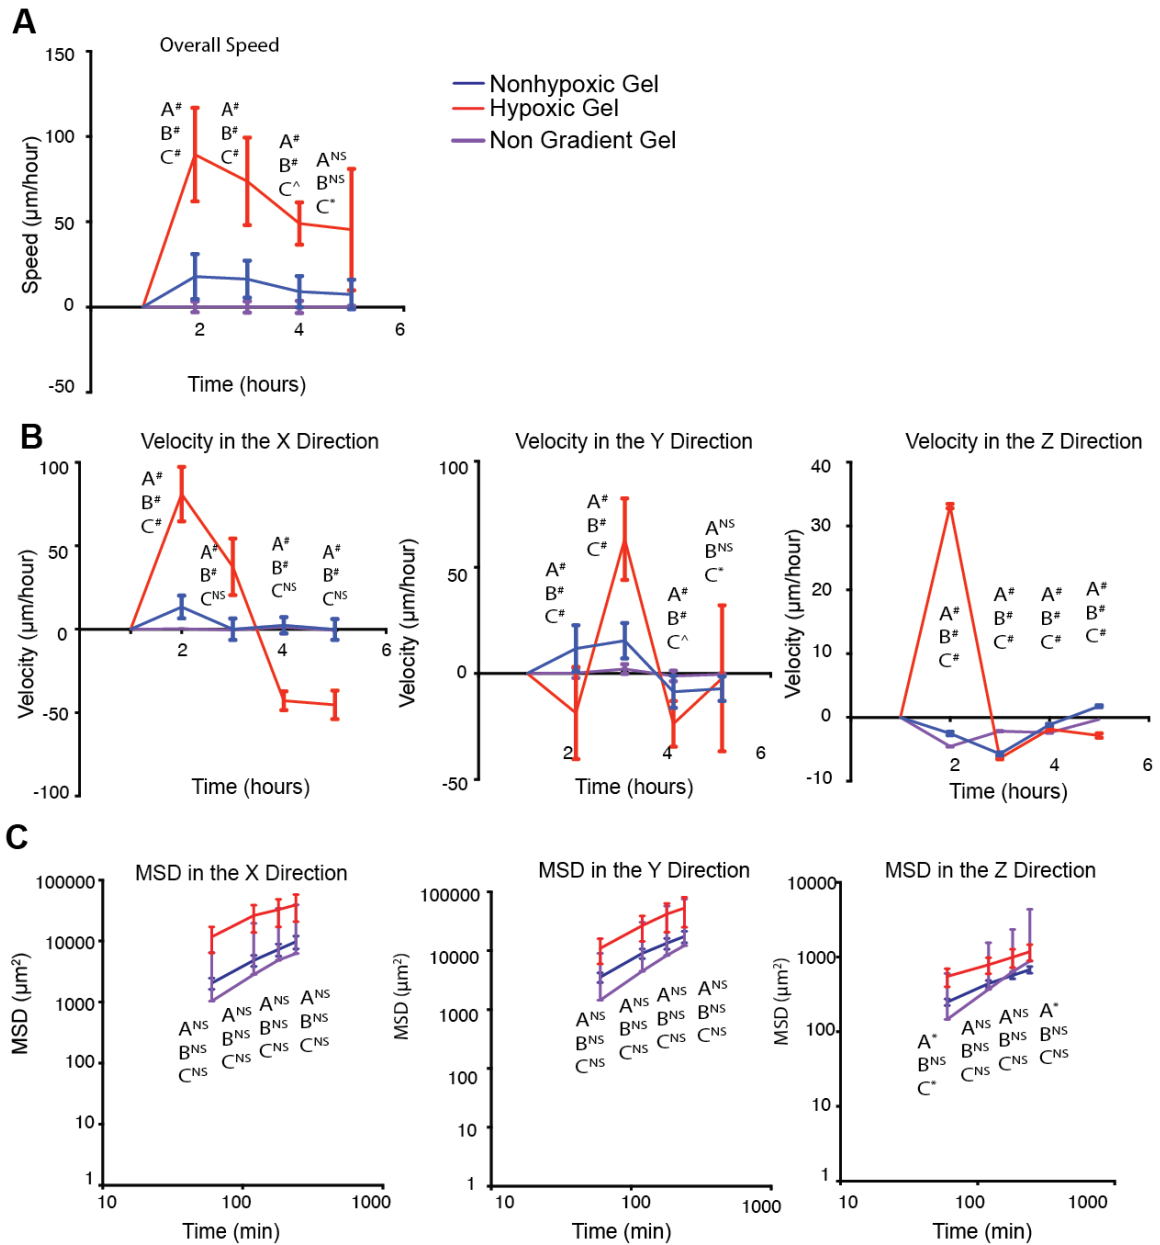 A
Overall Speed
150
100
50
0
-50
Speed (µm/hour)
A#
B#
C#
A#
B#
C#
A#
B#
C^
ANS
BNS
C*
2
4
6
Time (hours)
Nonhypoxic Gel
Hypoxic Gel
Non Gradient Gel
B
Velocity in the X Direction
100
50
0
-50
-100
Velocity (µm/hour)
A#
B#
C#
A#
B#
CNS
A#
B#
CNS
A#
B#
CNS
2
4
6
Time (hours)
Velocity in the Y Direction
100
50
0
-50
Velocity (µm/hour)
A#
B#
C#
A#
B#
C#
A#
B#
C^
ANS
BNS
C*
2
4
6
Time (hours)
Velocity in the Z Direction
40
30
20
10
0
-10
Velocity (µm/hour)
A#
B#
C#
A#
B#
C#
A#
B#
C#
A#
B#
C#
2
4
6
Time (hours)
C
MSD in the X Direction
100000
10000
1000
100
10
1
MSD (µm²)
ANS
BNS
CNS
ANS
BNS
CNS
ANS
BNS
CNS
ANS
BNS
CNS
10
100
1000
Time (min)
MSD in the Y Direction
100000
10000
1000
100
10
1
MSD (µm²)
ANS
BNS
CNS
ANS
BNS
CNS
ANS
BNS
CNS
ANS
BNS
CNS
10
100
1000
Time (min)
MSD in the Z Direction
10000
1000
100
10
1
MSD (µm²)
A*
BNS
C*
ANS
BNS
CNS
ANS
BNS
CNS
A*
BNS
CNS
10
100
1000
Time (min)